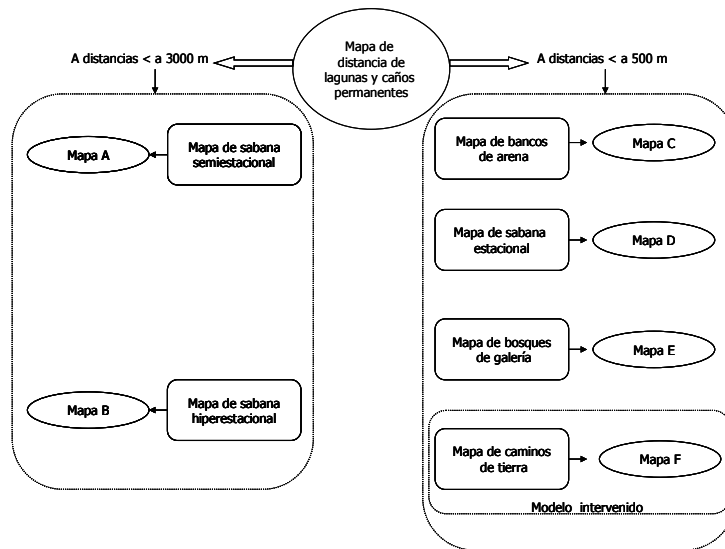 Mapa de
distancia de
lagunas y caños
permanentes
A distancias < a 3000 m
A distancias < a 500 m
Mapa A
Mapa de sabana
semiestacional
Mapa B
Mapa de sabana
hiperestacional
Mapa de bancos
de arena
Mapa C
Mapa de sabana
estacional
Mapa D
Mapa de bosques
de galería
Mapa E
Mapa de caminos
de tierra
Mapa F
Modelo intervenido